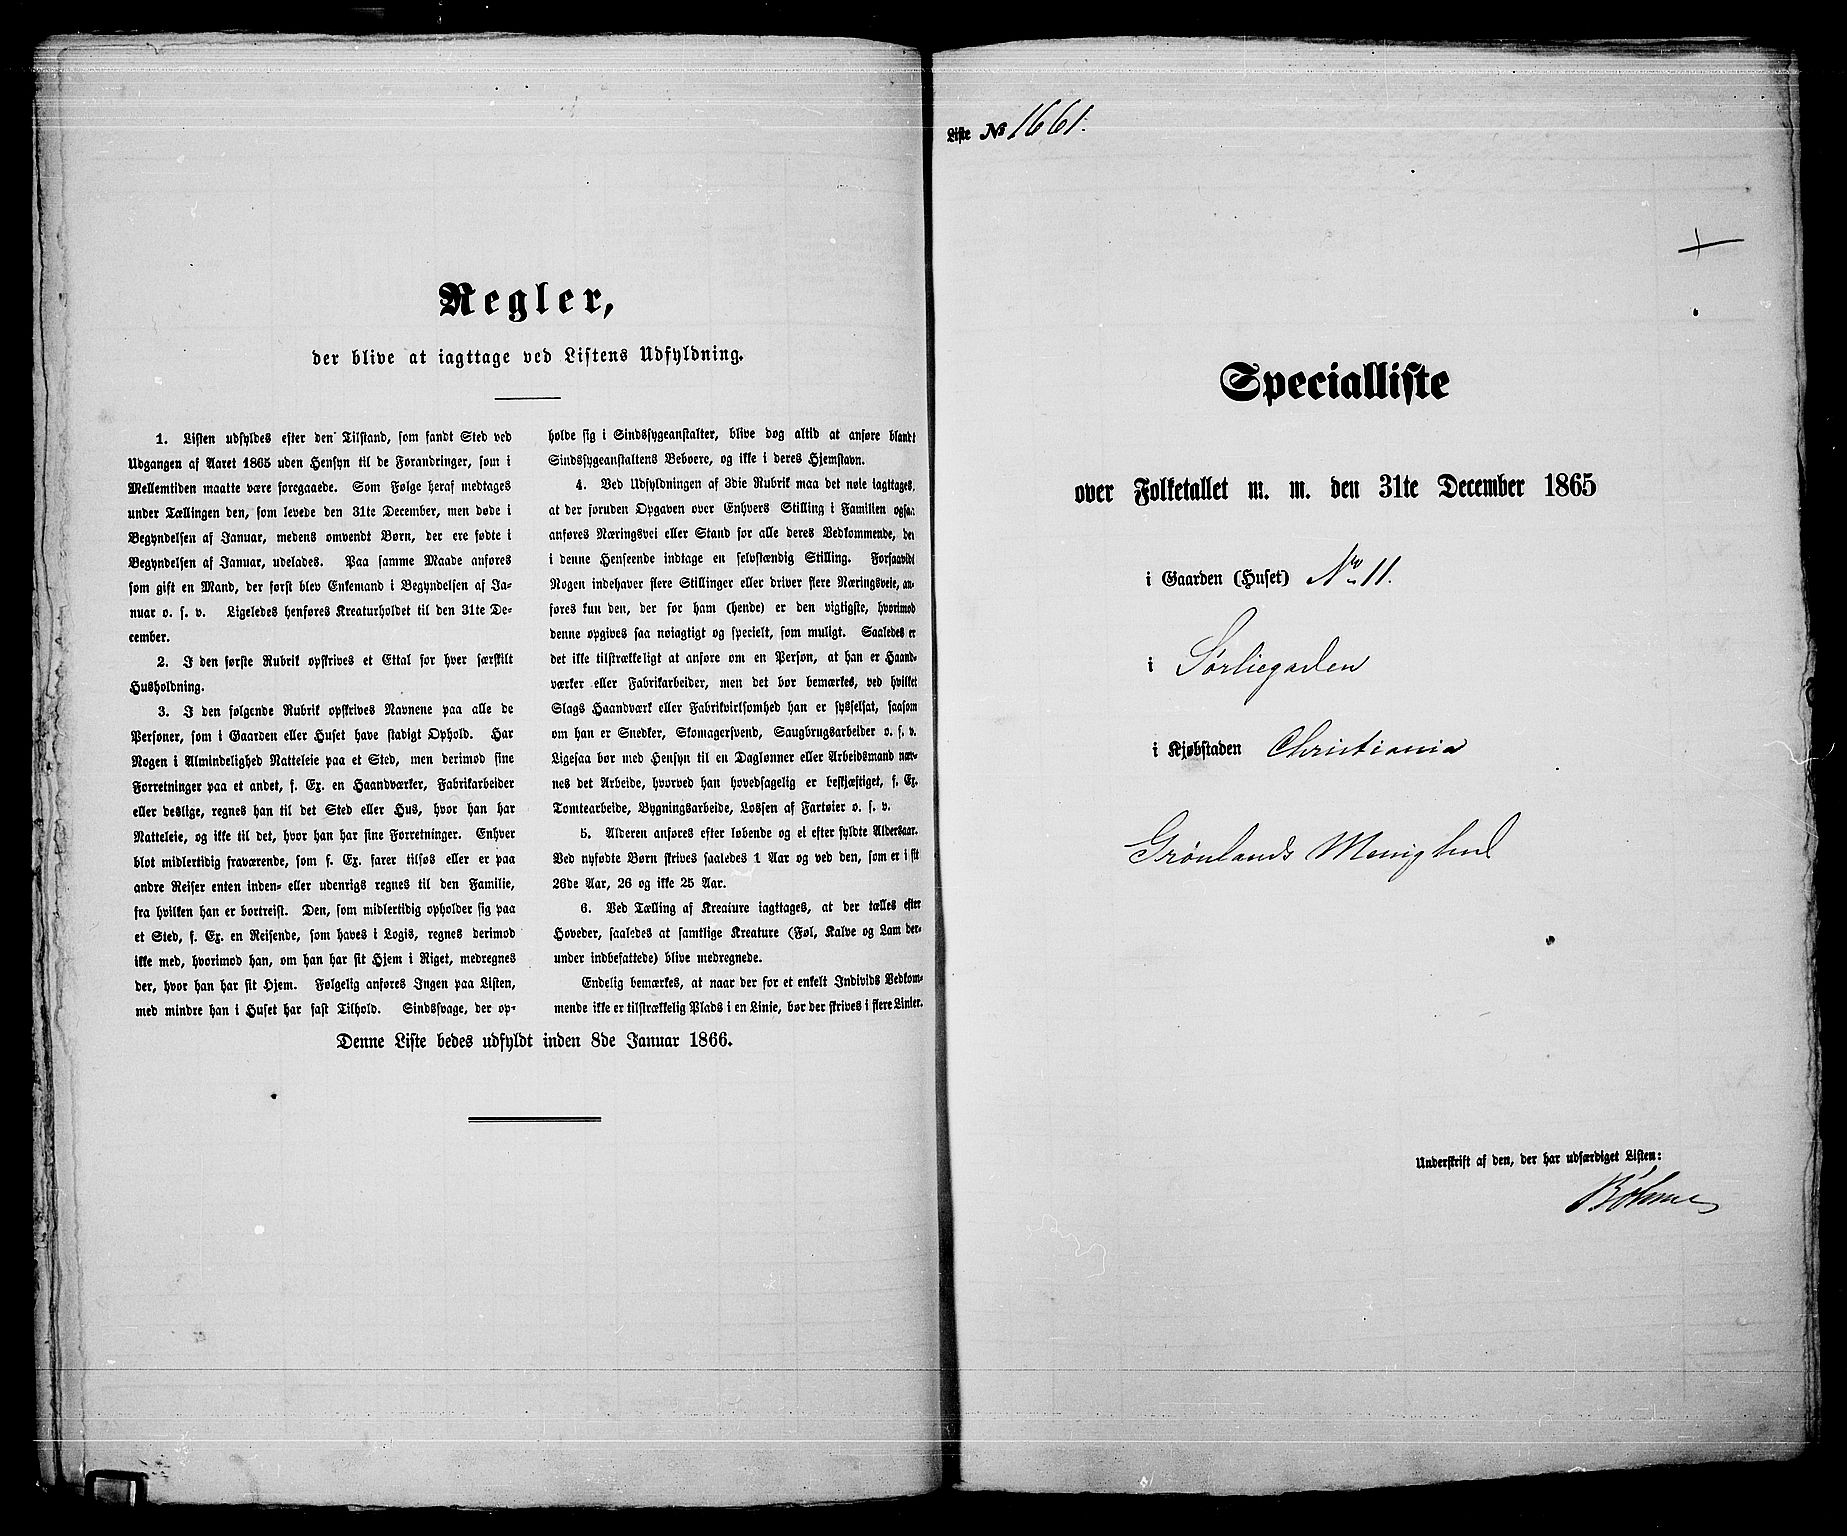 Regler,
der blive at iagttage ved Listens Udfyldning.
1. Listen udfyldes efter den Tilstand, som fandt Sted ved
Udgangen af Aaret 1865 uden Hensyn til de Forandringer, som i
Mellemtiden maatte være foregaaede. Som Følge heraf medtages
under Tællingen den, som levede den 31te December, men døde i
Begyndelsen af Januar, medens omvendt Børn, der ere fødte i
Begyndelsen af Januar, udelades. Paa samme Maade anføres
som gift en Mand, der først blev Enkemand i Begyndelsen af Ja-
nuar o. s. v. Ligeledes henføres Kreaturholdet til den 31te De-
cember.
2. I den første Rubrik opskrives et Ettal for hver særskilt
Husholdning.
3. I den følgende Rubrik opskrives Navnene paa alle de
Personer, som i Gaarden eller Huset have stadigt Ophold. Har
Nogen i Almindelighed Natteleie paa et Sted, men derimod sine
Forretninger paa et andet, f. Ex. en Haandværker, Fabrikarbeider
eller deslige, regnes han til det Sted eller Hus, hvor han har
Natteleie, og ikke til det, hvor han har sine Forretninger. Enhver
blot midlertidig fraværende, som f. Ex. farer tilsøs eller er paa
andre Reiser enten inden- eller udenrigs regnes til den Familie,
fra hvilken han er bortreist. Den, som midlertidig opholder sig paa
et Sted, f. Ex. en Reisende, som haves i Logis, regnes derimod
ikke med, hvorimod han, om han har sit Hjem i Riget, medregnes
der, hvor han har sit Hjem. Følgelig anføres Ingen paa Listen,
med mindre han i Huset har fast Tilhold. Sindssvage, der op-
holde sig i Sindssygeanstalter, blive dog altid at anføre blandt
Sindssygeanstaltens Beboere, og ikke i deres Hjemstavn.
4. Ved Udfyldningen af 3die Rubrik maa det nøie iagttages,
at der foruden Opgaven over Enhvers Stilling i Familien ogsaa
anføres Næringsvei eller Stand for alle deres Vedkommende, der
i denne Henseende indtage en selvstændig Stilling. Forsaavidt
Nogen indehaver flere Stillinger eller driver flere Næringsveie, an-
føres kun den, der for ham (hende) er den vigtigste, hvorimod
denne opgives saa nøiagtigt og specielt, som muligt. Saaledes er
det ikke tilstrækkeligt at anføre om en Person, at han er Haand-
værker eller Fabrikarbeider, men det bør bemærkes, ved hvilket
Slags Haandværk eller Fabrikvirksomhed han er sysselsat, saasom
om han er Snedker, Skomagersvend, Saugbrugsarbeider o. s. v.
Ligesaa bør med Hensyn til en Daglønner eller Arbeidsmand næv-
nes det Arbeide, hvorved han hovedsagelig er beskjæftiget, f. Ex.
Tomtearbeide, Bygningsarbeide, Lossen af Fartøier o. s. v.
5. Alderen anføres efter løbende og ei efter fyldte Aldersaar.
Ved nyfødte Børn skrives saaledes 1 Aar og ved den, som er i sit
26de Aar, 26 og ikke 25 Aar.
6. Ved Tælling af Kreature iagttages, at der tælles efter
Hoveder, saaledes at samtlige Kreature (Føl, Kalve og Lam der-
under indbefattede) blive medregnede.
Endelig bemærkes, at naar der for et enkelt Individs Vedkom-
mende ikke er tilstrækkelig Plads i en Linie, bør der skrives i flere Linier.
Denne Liste bedes udfyldt inden 8de Januar 1866.
Liste № 1661.
Specialliste
over Folketallet m. m. den 31te December 1865
i Gaarden (Huset) No 11.
i Sørliegaden
i Kjøbstaden Christiania
Grønlands Menighed
Underskrift af den, der har udfærdiget Listen: